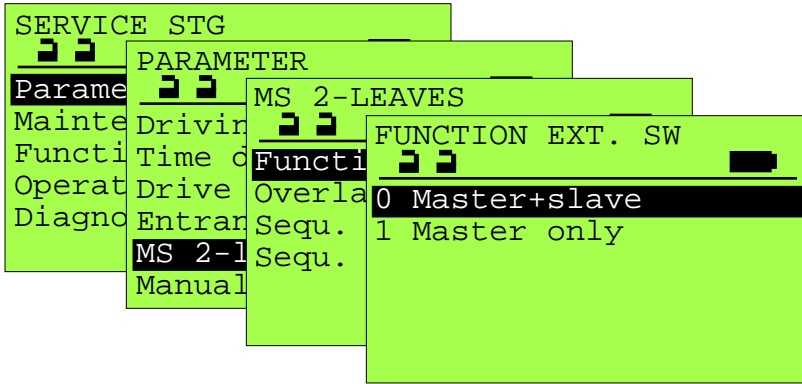 SERVICE STG
Parame
Mainte
Functi
Operat
Diagno
PARAMETER
Drivin
Time d
Drive
Entran
MS 2-l
Manual
MS 2-LEAVES
Functi
Overla
Sequ.
Sequ.
FUNCTION EXT. SW
0 Master+slave
1 Master only